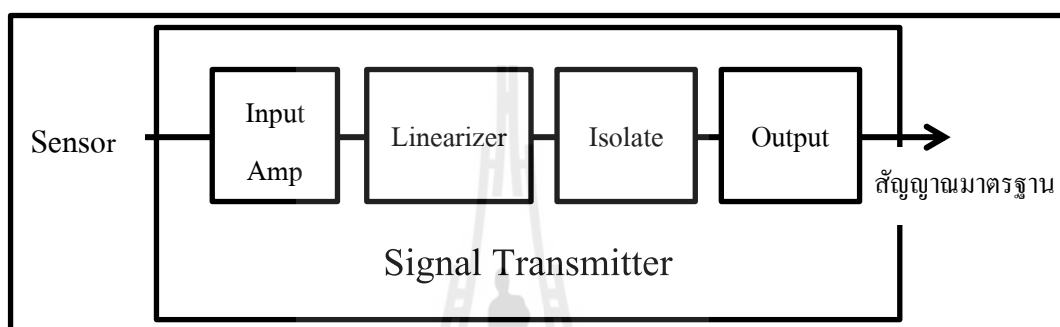 Sensor
Input
Amp
Linearizer
Isolate
Output
สัญญาณมาตรฐาน
Signal Transmitter